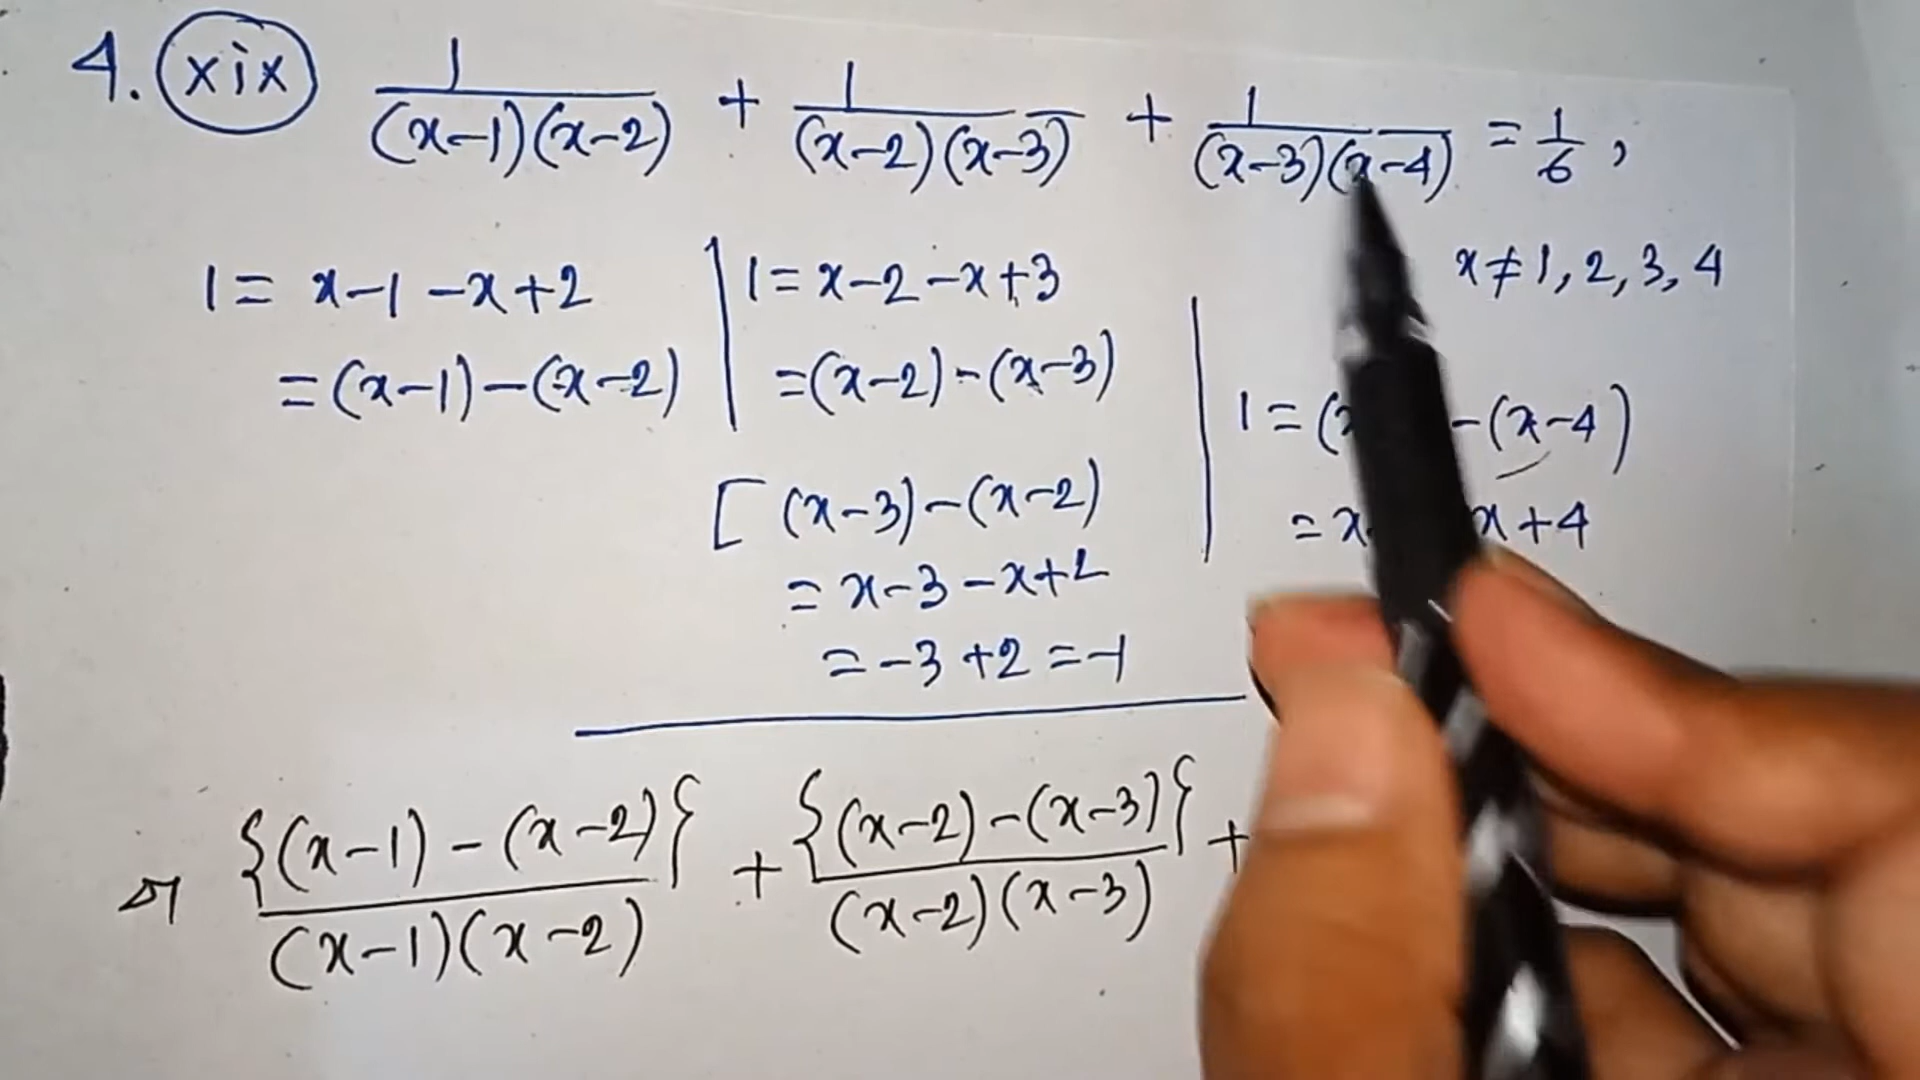 4. (xix) 1/((x-1)(x-2)) + 1/((x-2)(x-3)) + 1/((x-3)(x-4)) = 1/6,
x≠1, 2, 3, 4
1 = x-1-x+2
=(x-1)-(x-2)
1=x-2-x+3
=(x-2)-(x-3)
[ (x-3)-(x-2)
= x-3-x+2
= -3+2=-1
1=( -(x-4)
=x x+4
বা {(x-1)-(x-2)}/((x-1)(x-2)) + {(x-2)-(x-3)}/((x-2)(x-3)) +